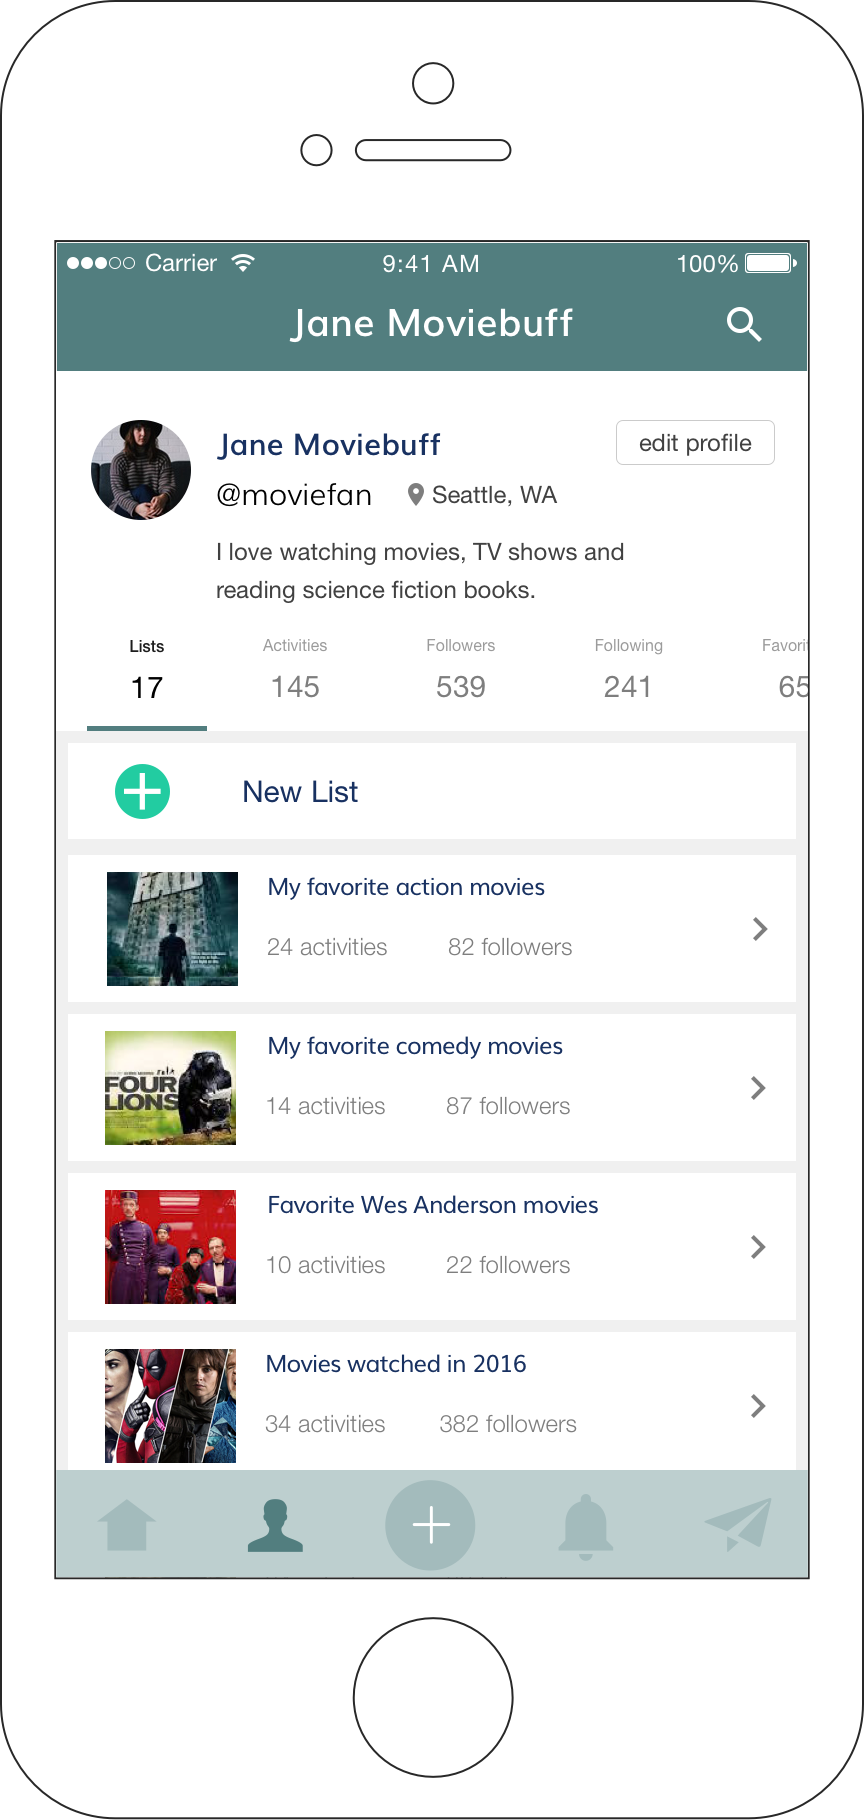 Carrier 9:41 AM 100%
Jane Moviebuff
Jane Moviebuff edit profile
@moviefan Seattle, WA
I love watching movies, TV shows and
reading science fiction books.
Lists Activities Followers Following Favorit
17 145 539 241 65
New List
RAID
My favorite action movies
24 activities 82 followers
My favorite comedy movies
FOUR
LIONS
14 activities 87 followers
Favorite Wes Anderson movies
10 activities 22 followers
Movies watched in 2016
34 activities 382 followers